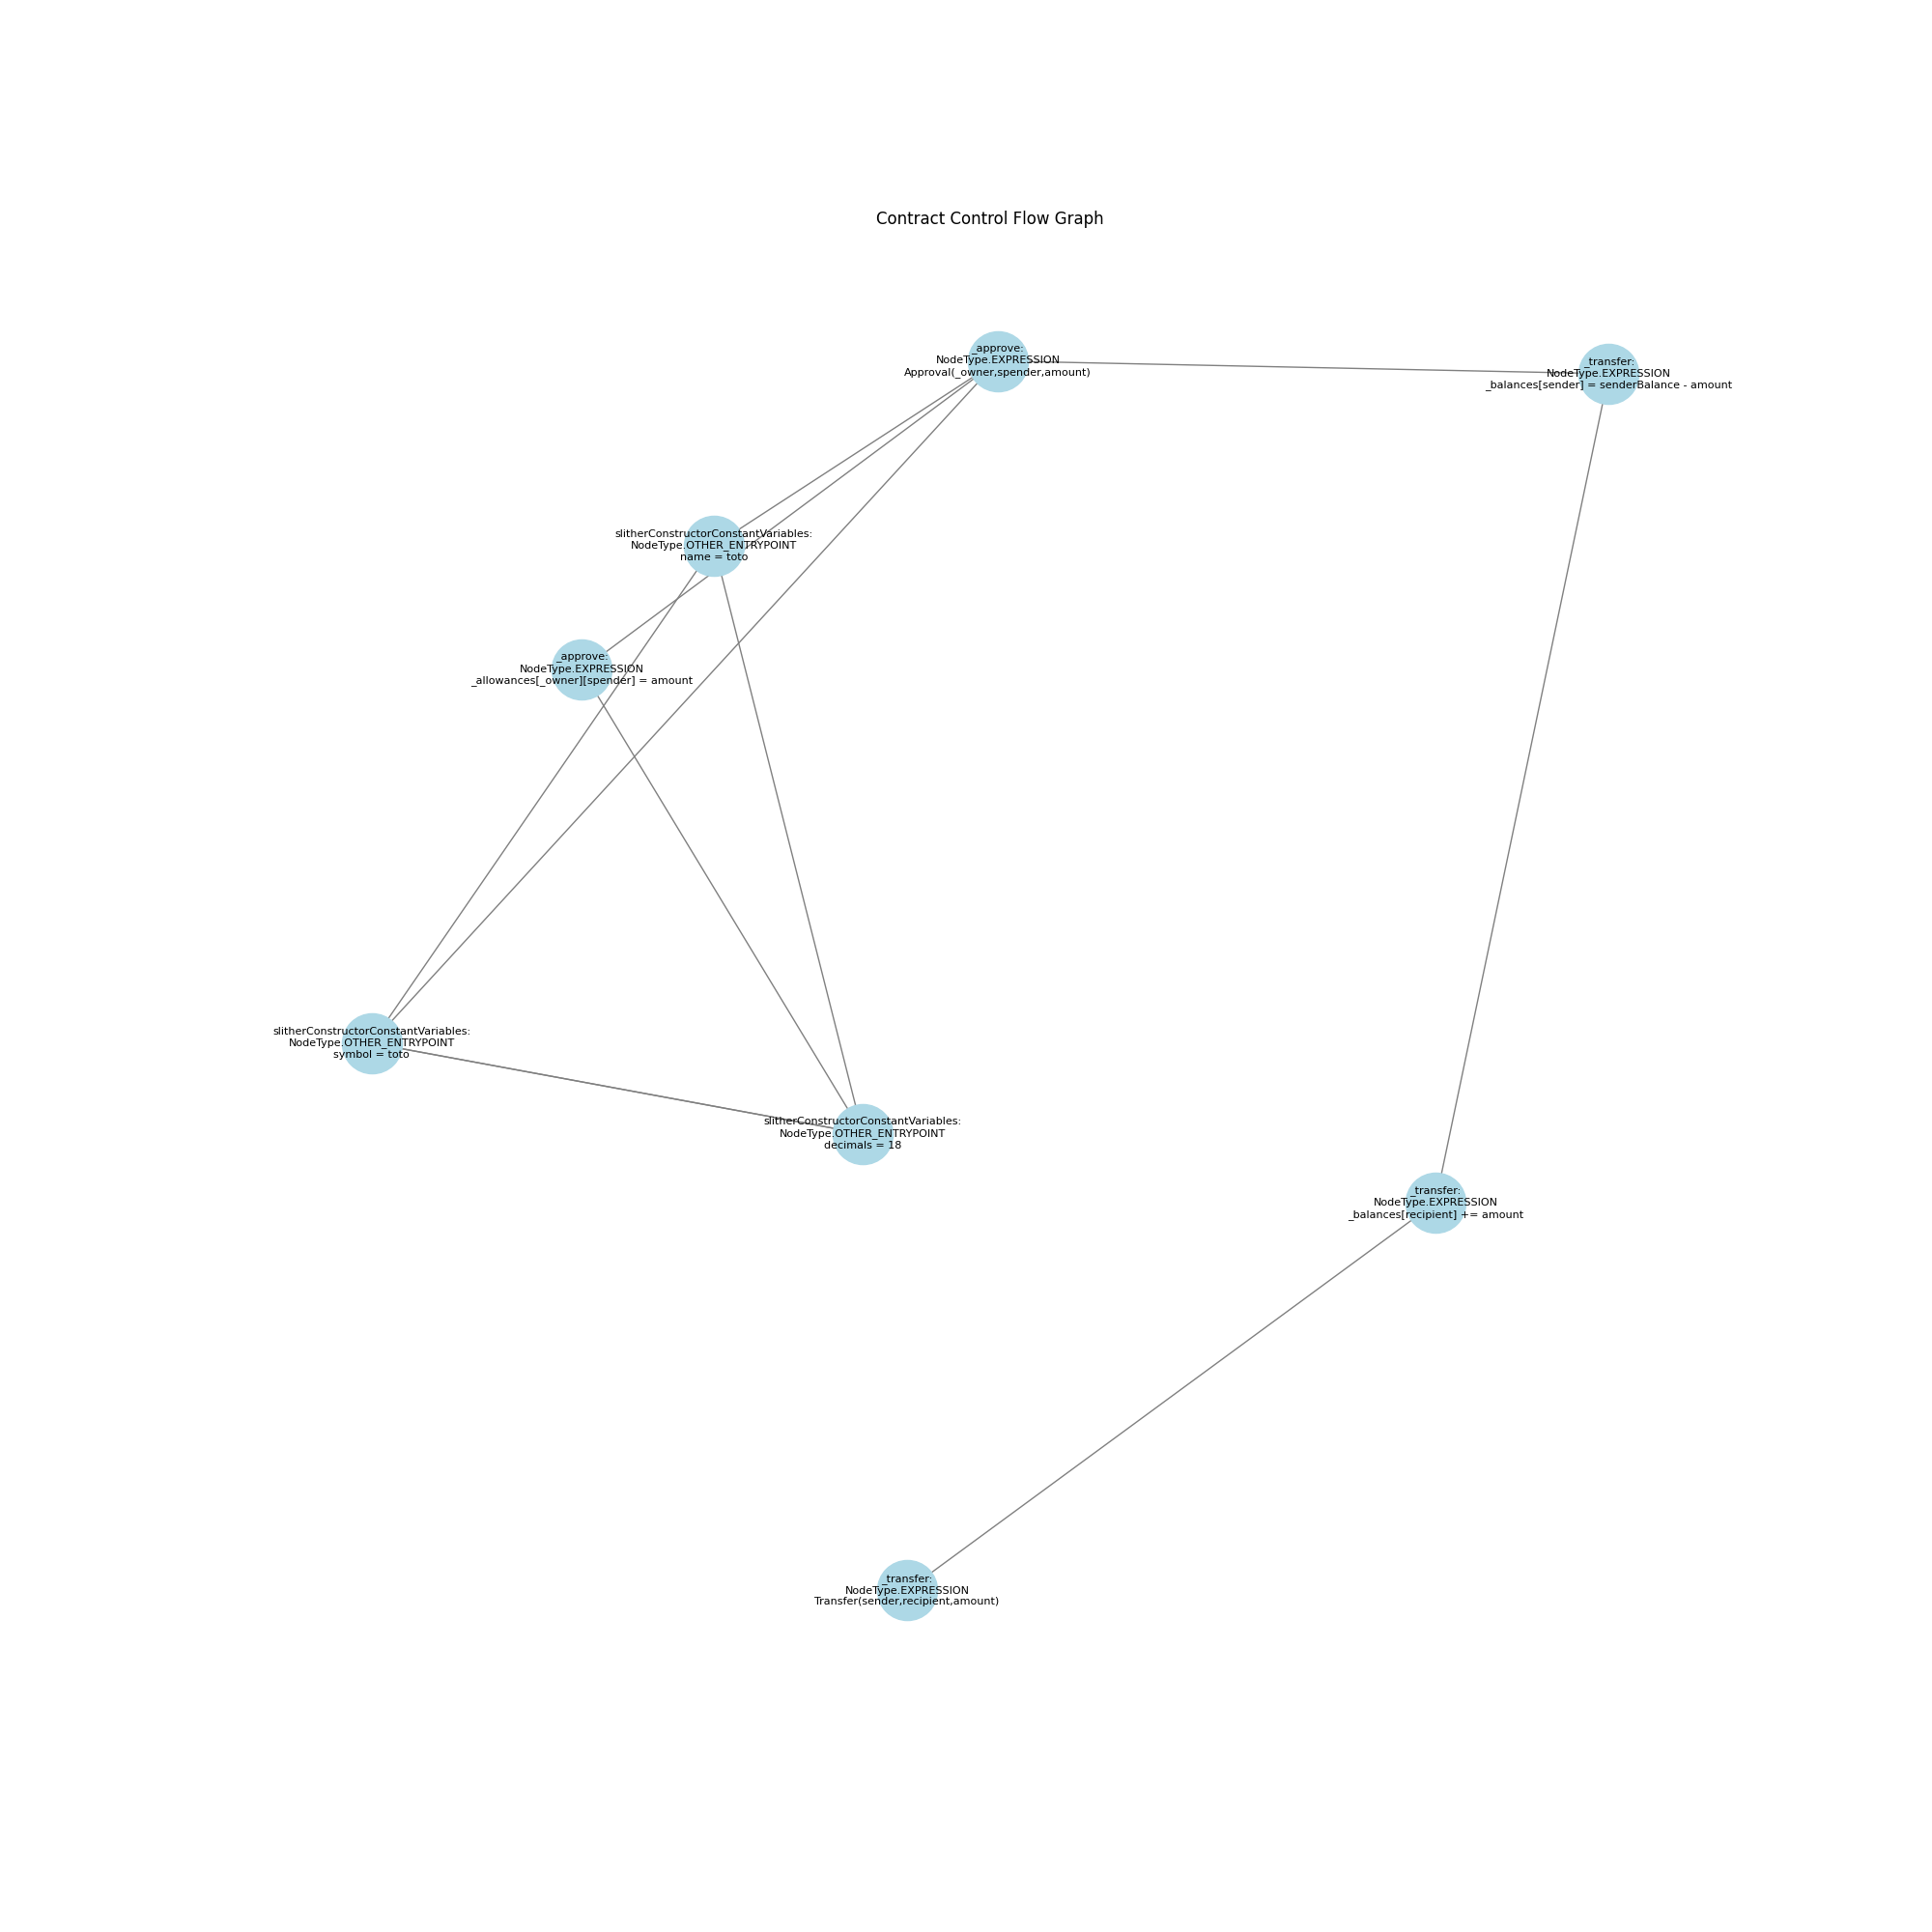 Contract Control Flow Graph
_approve:
NodeType.EXPRESSION
Approval(_owner,spender,amount)
_transfer:
NodeType.EXPRESSION
_balances[sender] = senderBalance - amount
slitherConstructorConstantVariables:
NodeType.OTHER_ENTRYPOINT
name = toto
_approve:
NodeType.EXPRESSION
_allowances[_owner][spender] = amount
slitherConstructorConstantVariables:
NodeType.OTHER_ENTRYPOINT
symbol = toto
slitherConstructorConstantVariables:
NodeType.OTHER_ENTRYPOINT
decimals = 18
_transfer:
NodeType.EXPRESSION
_balances[recipient] += amount
_transfer:
NodeType.EXPRESSION
Transfer(sender,recipient,amount)